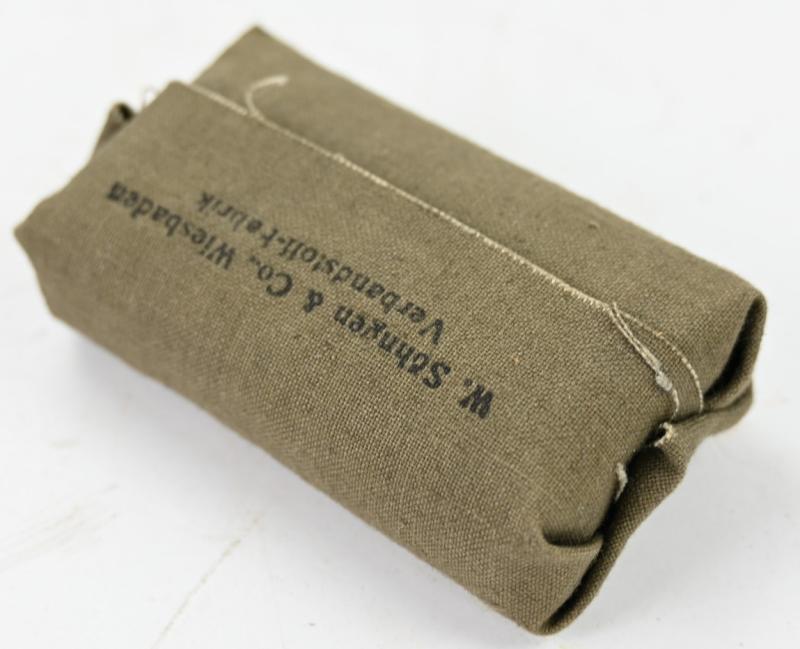 W. Söhngen & Co., Wiesbaden
Verbandstoff-Fabrik